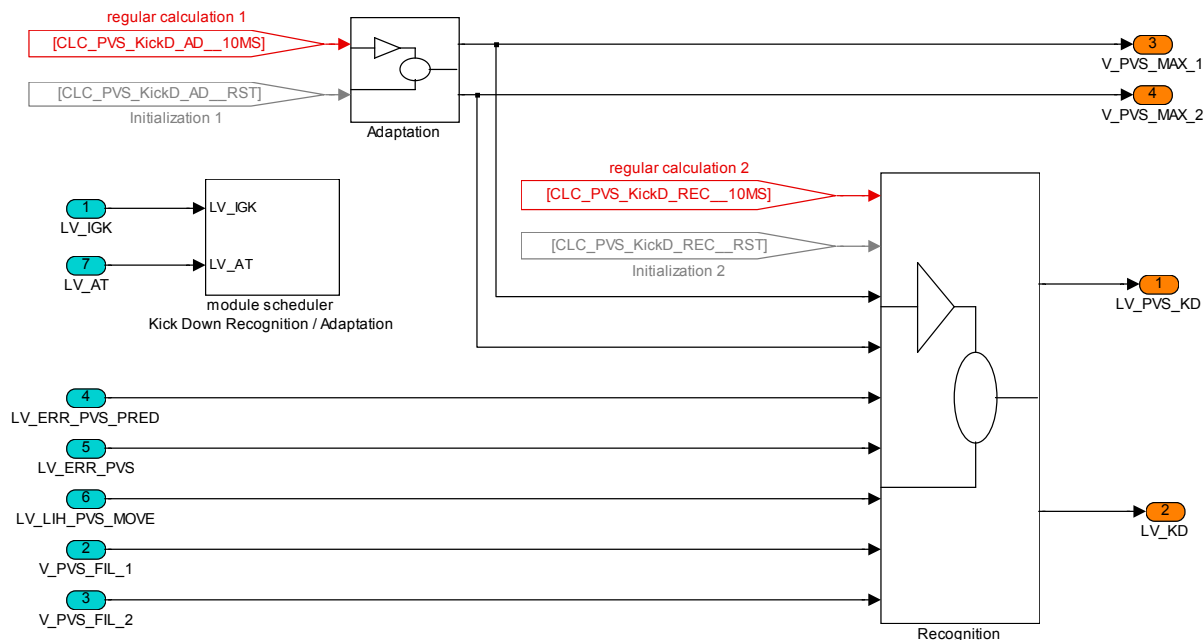 regular calculation 1
[CLC_PVS_KickD_AD__10MS]
[CLC_PVS_KickD_AD__RST]
Initialization 1
Adaptation
3
V_PVS_MAX_1
4
V_PVS_MAX_2
regular calculation 2
[CLC_PVS_KickD_REC__10MS]
[CLC_PVS_KickD_REC__RST]
Initialization 2
1
LV_IGK
LV_IGK
7
LV_AT
LV_AT
module scheduler
Kick Down Recognition / Adaptation
1
LV_PVS_KD
4
LV_ERR_PVS_PRED
5
LV_ERR_PVS
6
LV_LIH_PVS_MOVE
2
V_PVS_FIL_1
3
V_PVS_FIL_2
2
LV_KD
Recognition